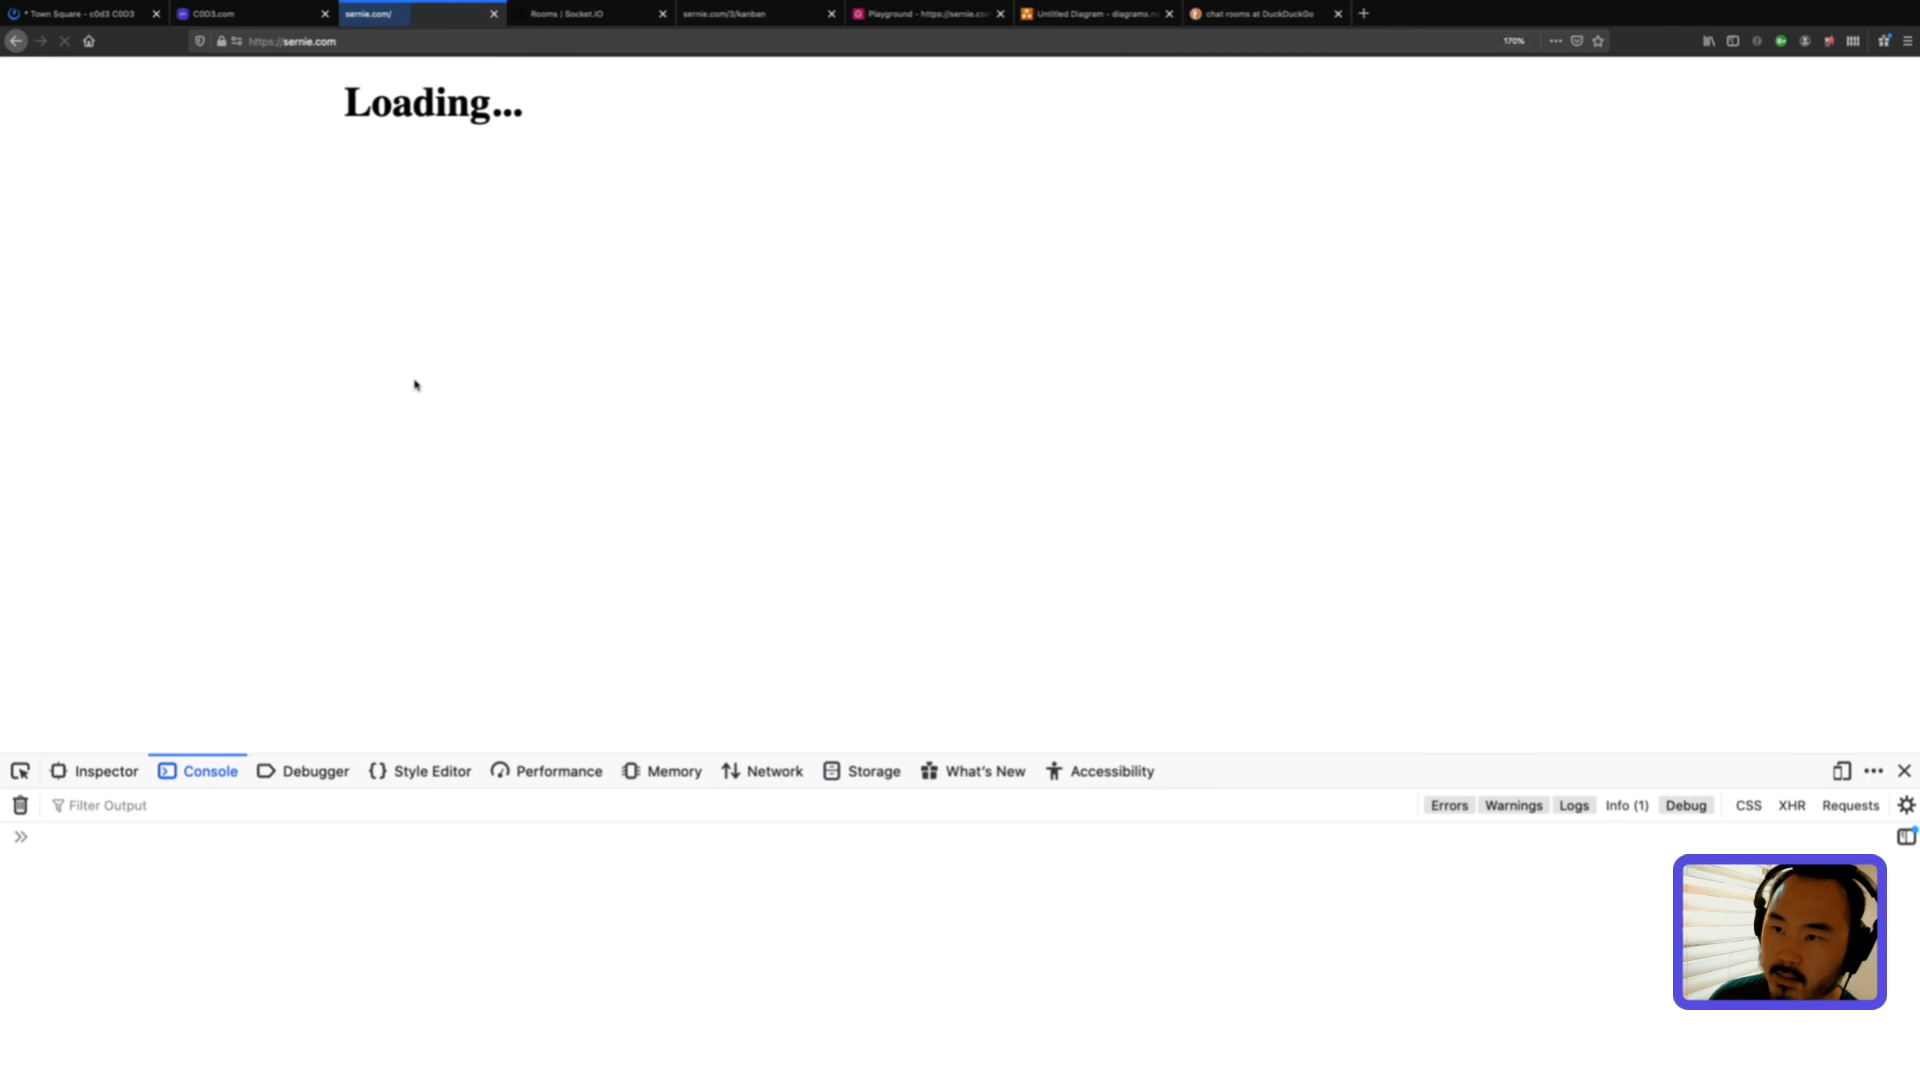 * Town Square - c0d3 C0D3
C0D3.com
sernie.com/
Rooms | Socket.IO
sernie.com/3/kanban
Playground - https://sernie.co
Untitled Diagram - diagrams.n
chat rooms at DuckDuckGo
https://sernie.com
170%
Loading...
Inspector
Console
Debugger
Style Editor
Performance
Memory
Network
Storage
What's New
Accessibility
Filter Output
Errors
Warnings
Logs
Info (1)
Debug
CSS
XHR
Requests